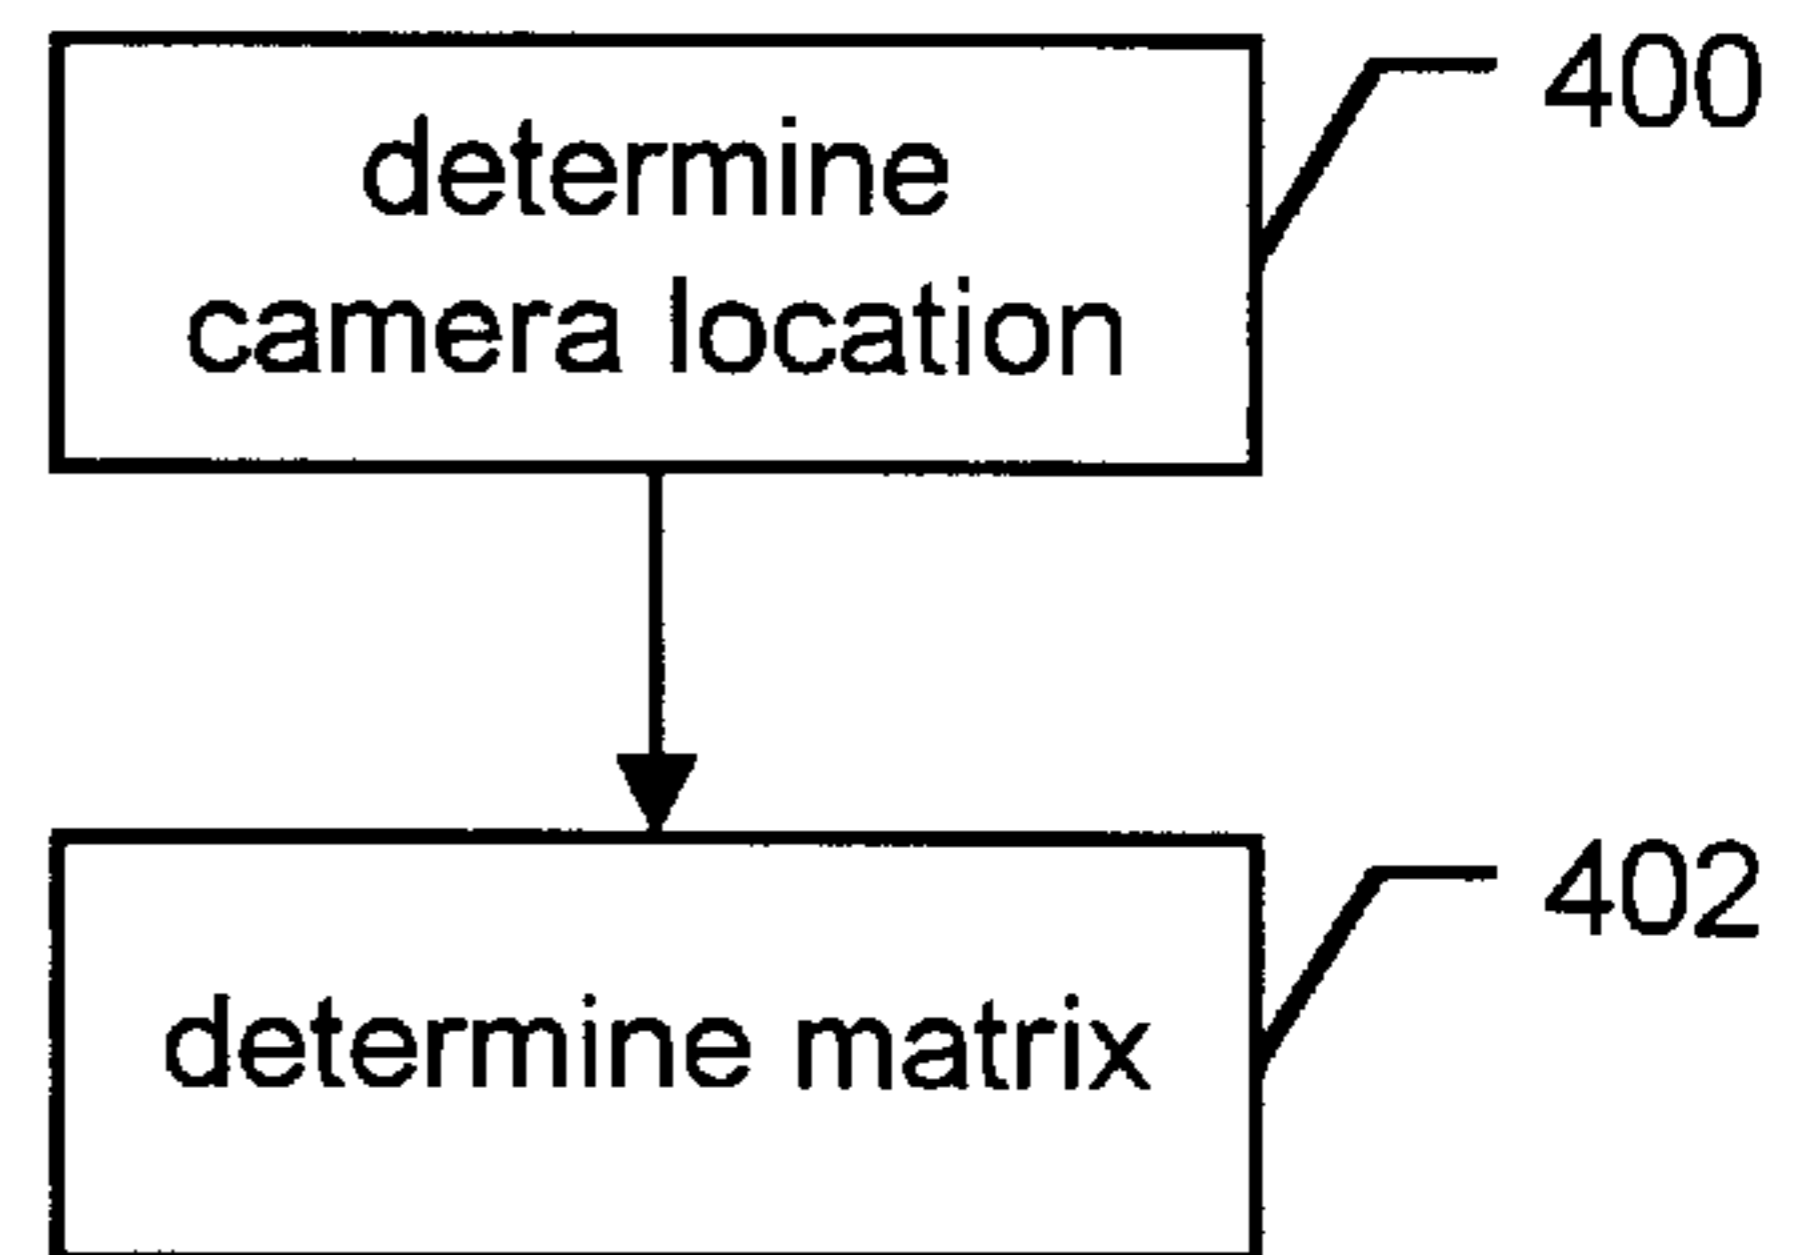 determine
camera location
400
determine matrix
402